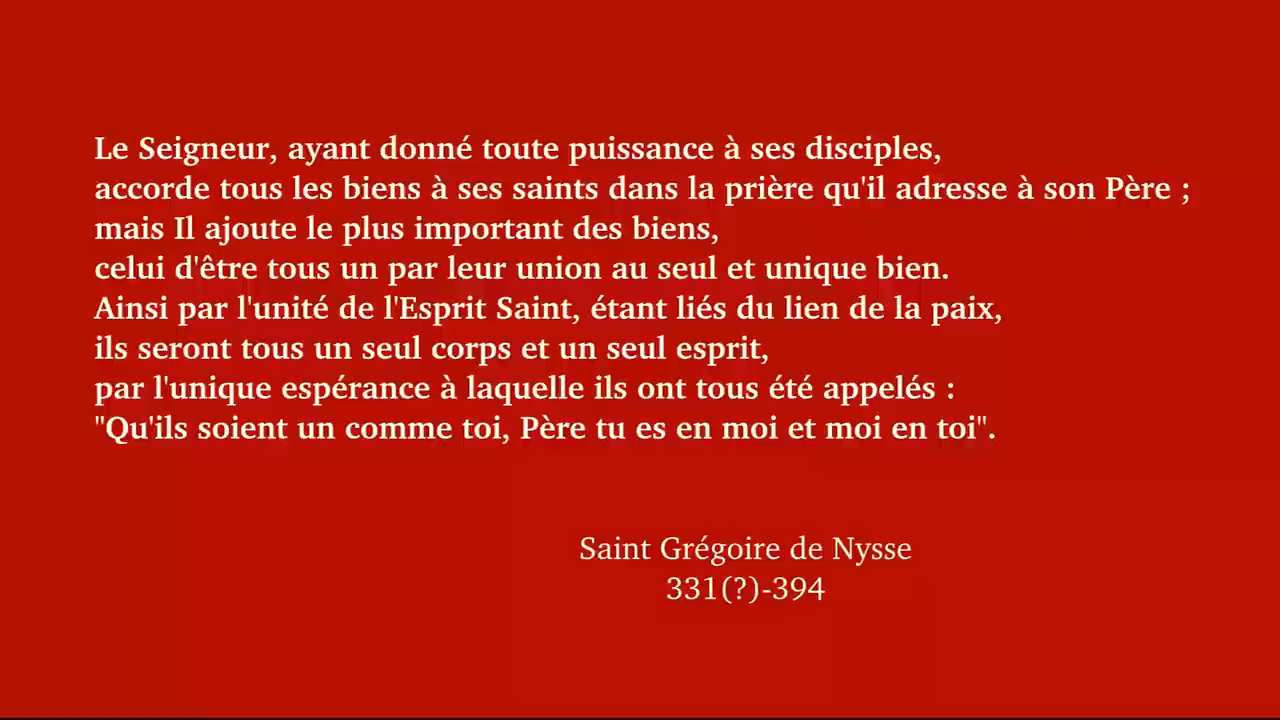 Le Seigneur, ayant donné toute puissance à ses disciples,
accorde tous les biens à ses saints dans la prière qu'il adresse à son Père ;
mais Il ajoute le plus important des biens,
celui d'être tous un par leur union au seul et unique bien.
Ainsi par l'unité de l'Esprit Saint, étant liés du lien de la paix,
ils seront tous un seul corps et un seul esprit,
par l'unique espérance à laquelle ils ont tous été appelés :
"Qu'ils soient un comme toi, Père tu es en moi et moi en toi".
Saint Grégoire de Nysse
331(?)-394